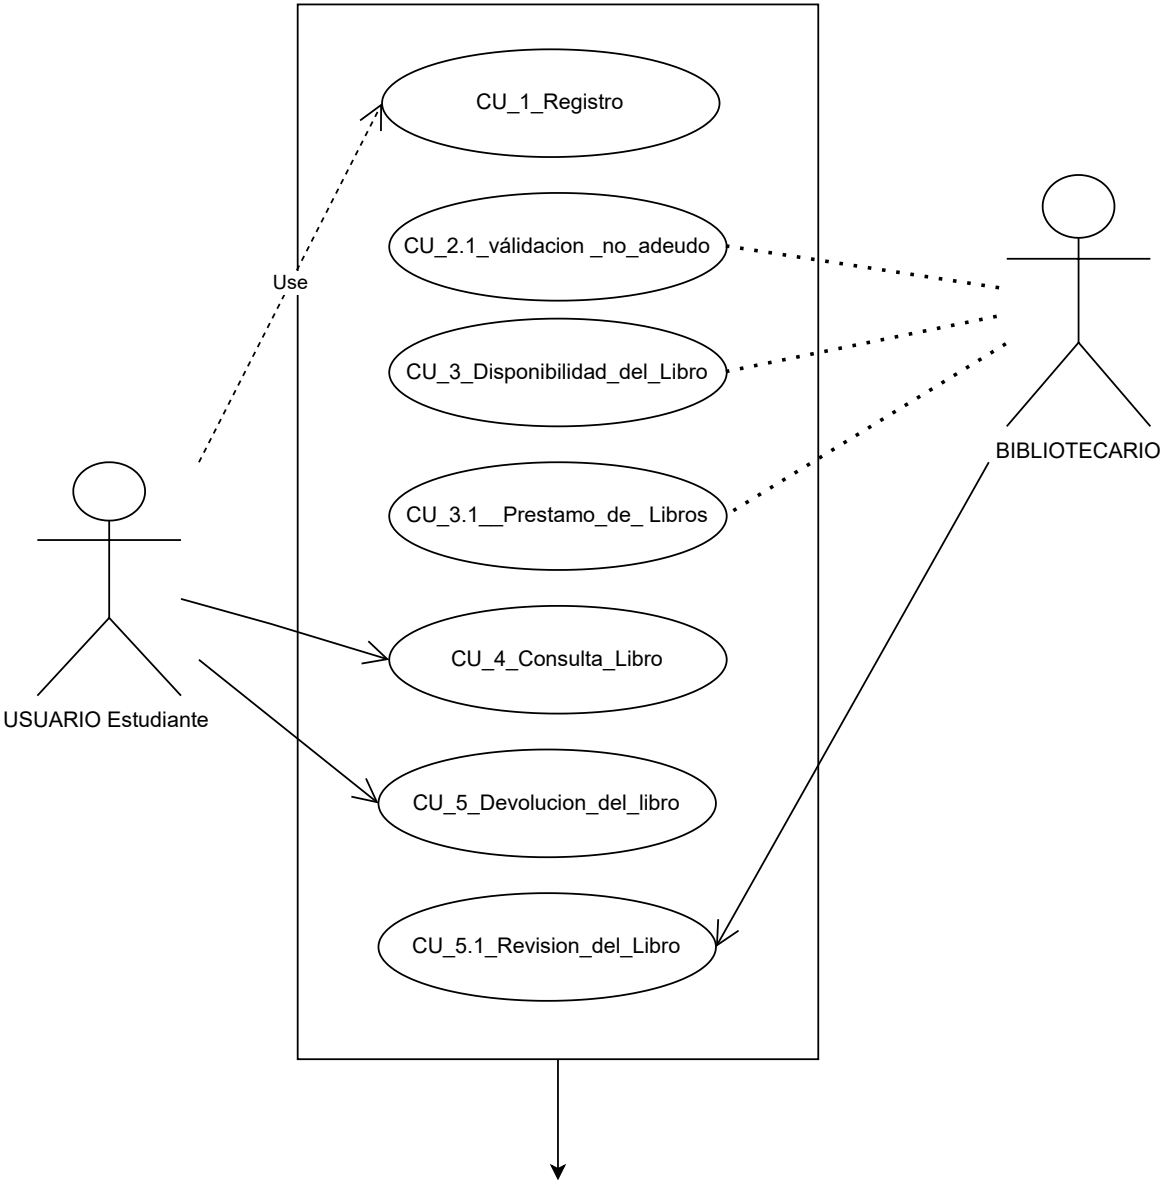 CU_1_Registro
CU_2.1_válidacion _no_adeudo
Use
CU_3_Disponibilidad_del_Libro
BIBLIOTECARIO
CU_3.1__Prestamo_de_ Libros
CU_4_Consulta_Libro
USUARIO Estudiante
CU_5_Devolucion_del_libro
CU_5.1_Revision_del_Libro